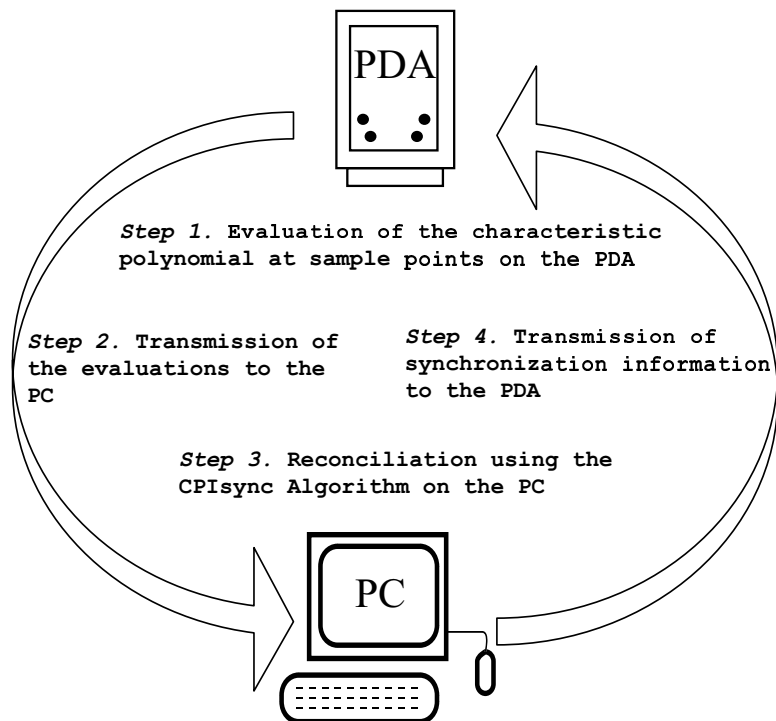 PDA
Step 1. Evaluation of the characteristic
polynomial at sample points on the PDA
Step 2. Transmission of
the evaluations to the
PC
Step 4. Transmission of
synchronization information
to the PDA
Step 3. Reconciliation using the
CPIsync Algorithm on the PC
PC